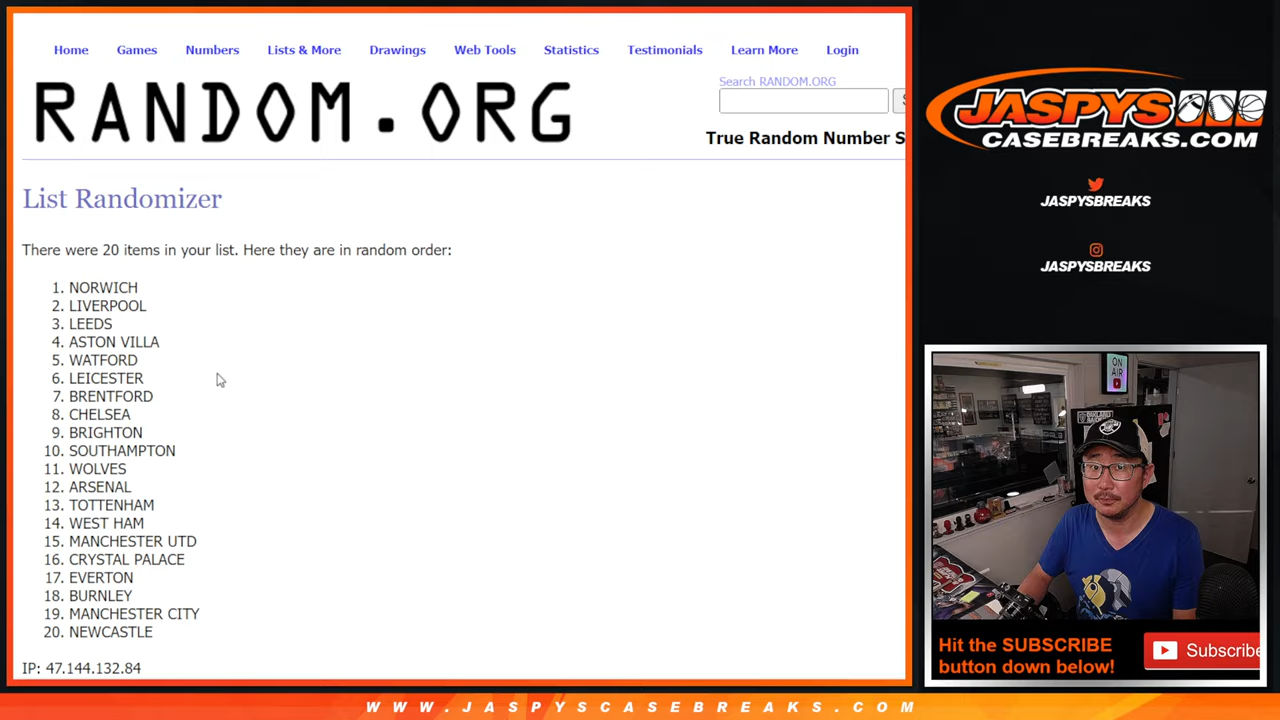 Home Games Numbers Lists & More Drawings Web Tools Statistics Testimonials Learn More Login
RANDOM.ORG
Search RANDOM.ORG
True Random Number S
List Randomizer
There were 20 items in your list. Here they are in random order:
1. NORWICH
2. LIVERPOOL
3. LEEDS
4. ASTON VILLA
5. WATFORD
6. LEICESTER
7. BRENTFORD
8. CHELSEA
9. BRIGHTON
10. SOUTHAMPTON
11. WOLVES
12. ARSENAL
13. TOTTENHAM
14. WEST HAM
15. MANCHESTER UTD
16. CRYSTAL PALACE
17. EVERTON
18. BURNLEY
19. MANCHESTER CITY
20. NEWCASTLE
IP: 47.144.132.84
JASPYS
CASEBREAKS.COM
JASPYSBREAKS
JASPYSBREAKS
ON
AIR
Hit the SUBSCRIBE
button down below!
Subscribe
WWW.JASPYSCASEBREAKS.COM